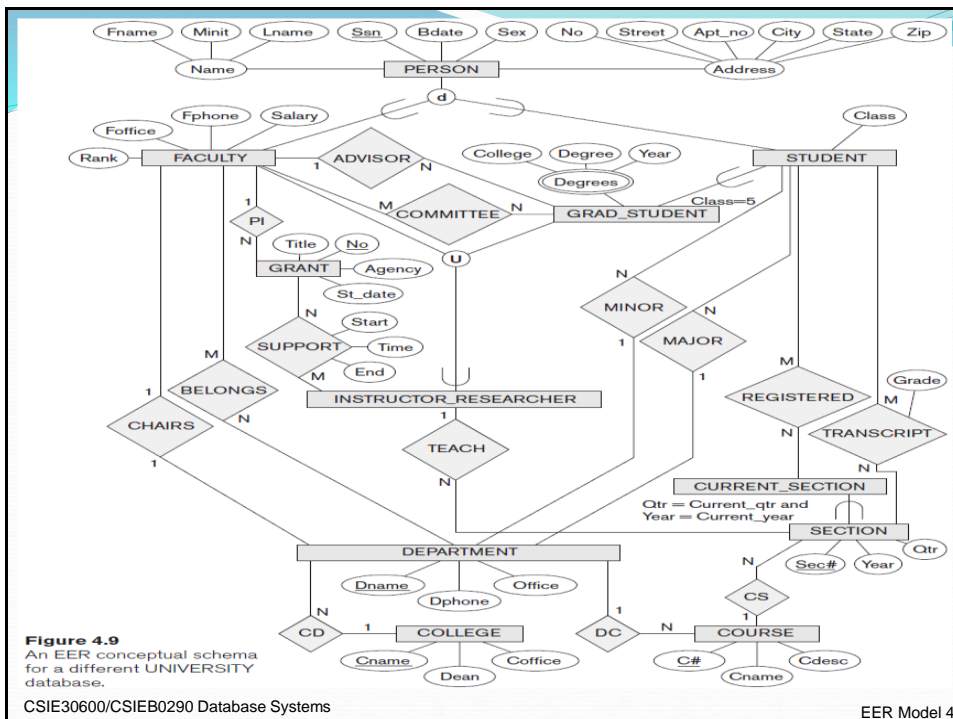 Fname Minit Lname Ssn Bdate Sex No Street Apt_no City State Zip
Name PERSON Address
d
Foffice Fphone Salary Class
Rank FACULTY 1 ADVISOR N College Degree Year STUDENT
Degrees
Class=5
M COMMITTEE N GRAD_STUDENT
1
PI
N
U
Title No
GRANT Agency
St_date
N
N
MINOR
1
N
MAJOR
1
Start
SUPPORT Time
End
M
INSTRUCTOR_RESEARCHER
M
BELONGS
N
1
CHAIRS
1
1
TEACH
N
M
REGISTERED
N
Grade
M
TRANSCRIPT
N
CURRENT_SECTION
Qtr = Current_qtr and
Year = Current_year
SECTION
Sec# Year Qtr
DEPARTMENT
Dname Dphone Office
N
CS
1
N
CD 1 COLLEGE
1
DC N COURSE
Cname Dean Coffice
C# Cname Cdesc
Figure 4.9
An EER conceptual schema
for a different UNIVERSITY
database.
CSIE30600/CSIEB0290 Database Systems
EER Model 4